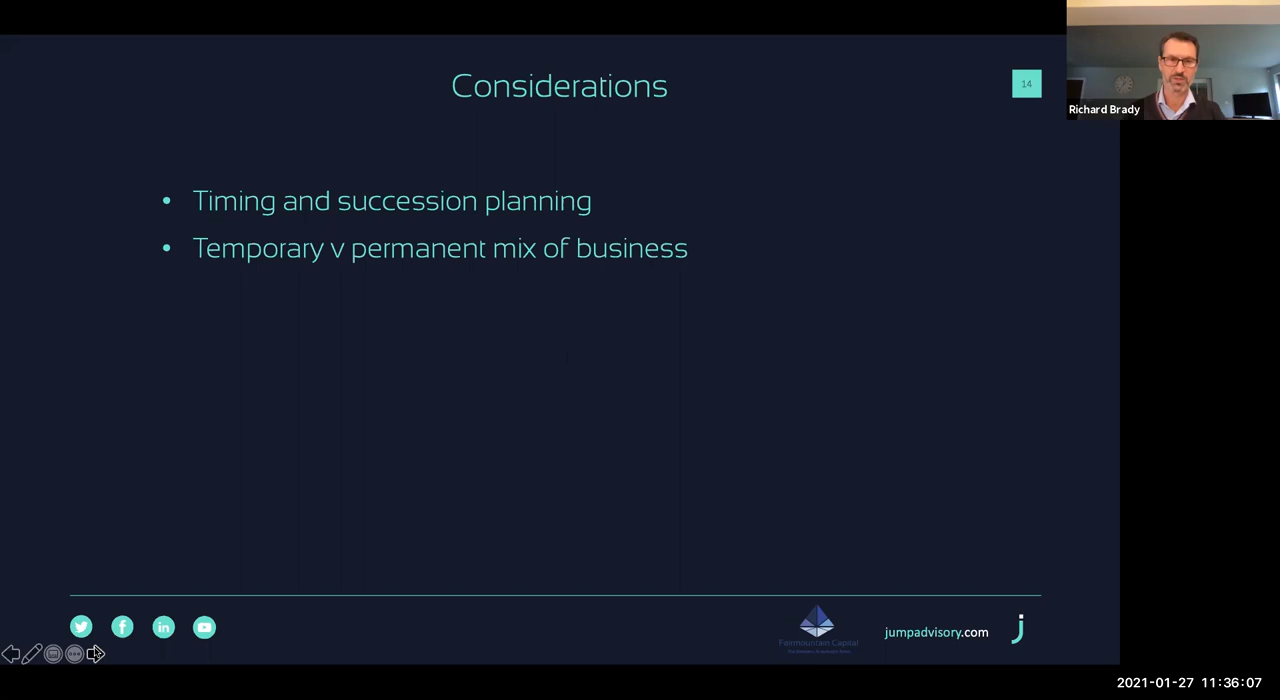 Considerations
14
Richard Brady
• Timing and succession planning
• Temporary v permanent mix of business
Fairmountain Capital
jumpadvisory.com
2021-01-27 11:36:07